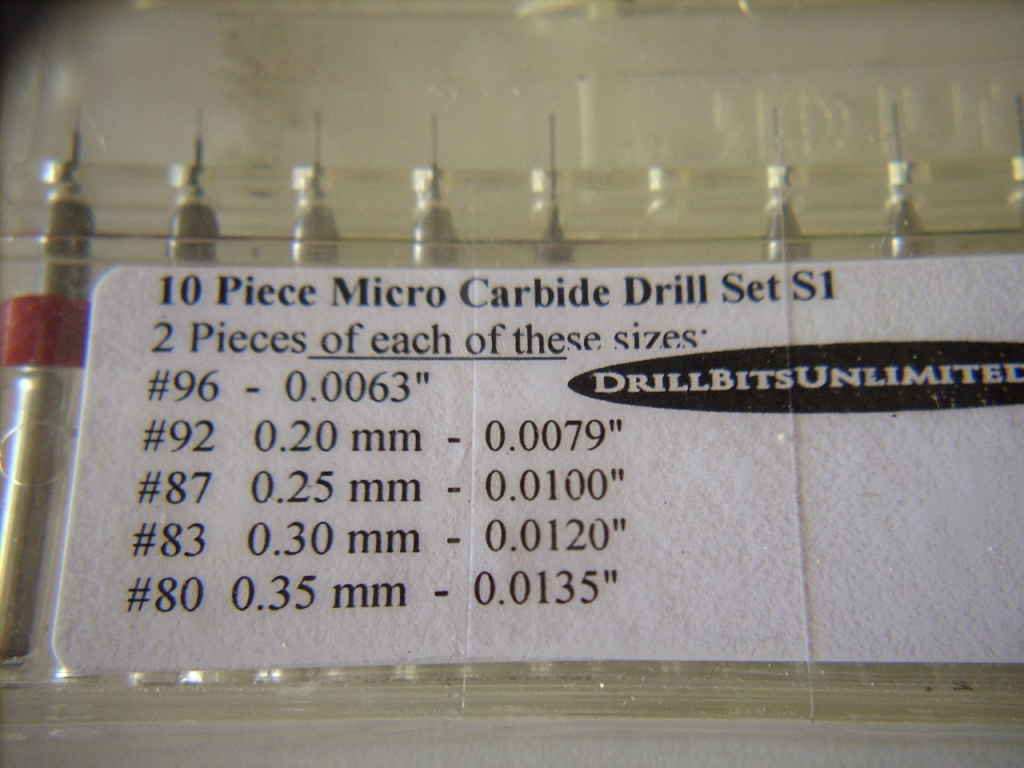 10 Piece Micro Carbide Drill Set S1
2 Pieces of each of these sizes:
DRILLBITSUNLIMITED
#96 - 0.0063"
#92 0.20 mm - 0.0079"
#87 0.25 mm - 0.0100"
#83 0.30 mm - 0.0120"
#80 0.35 mm - 0.0135"